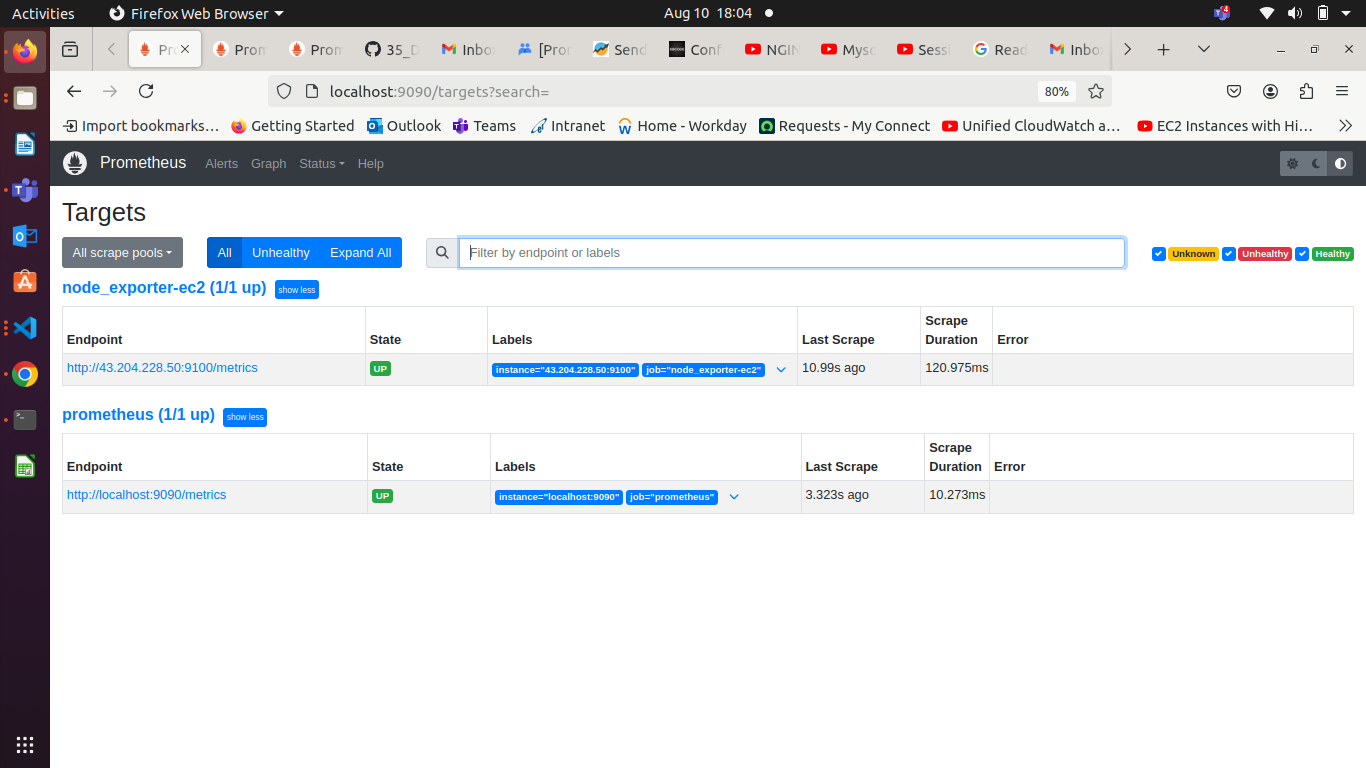 Activities Firefox Web Browser Aug 10 18:04 4
Pro Prom Prom 35_D Inbox [Pror Send Conf NGIN Mysq Sessi Read Inbox
localhost:9090/targets?search= 80%
Import bookmarks… Getting Started Outlook Teams Intranet Home - Workday Requests - My Connect Unified CloudWatch a… EC2 Instances with Hi…
Prometheus Alerts Graph Status Help
Targets
All scrape pools All Unhealthy Expand All Filter by endpoint or labels Unknown Unhealthy Healthy
node_exporter-ec2 (1/1 up) show less
Endpoint State Labels Last Scrape Scrape Duration Error
http://43.204.228.50:9100/metrics UP instance="43.204.228.50:9100" job="node_exporter-ec2" 10.99s ago 120.975ms
prometheus (1/1 up) show less
Endpoint State Labels Last Scrape Scrape Duration Error
http://localhost:9090/metrics UP instance="localhost:9090" job="prometheus" 3.323s ago 10.273ms